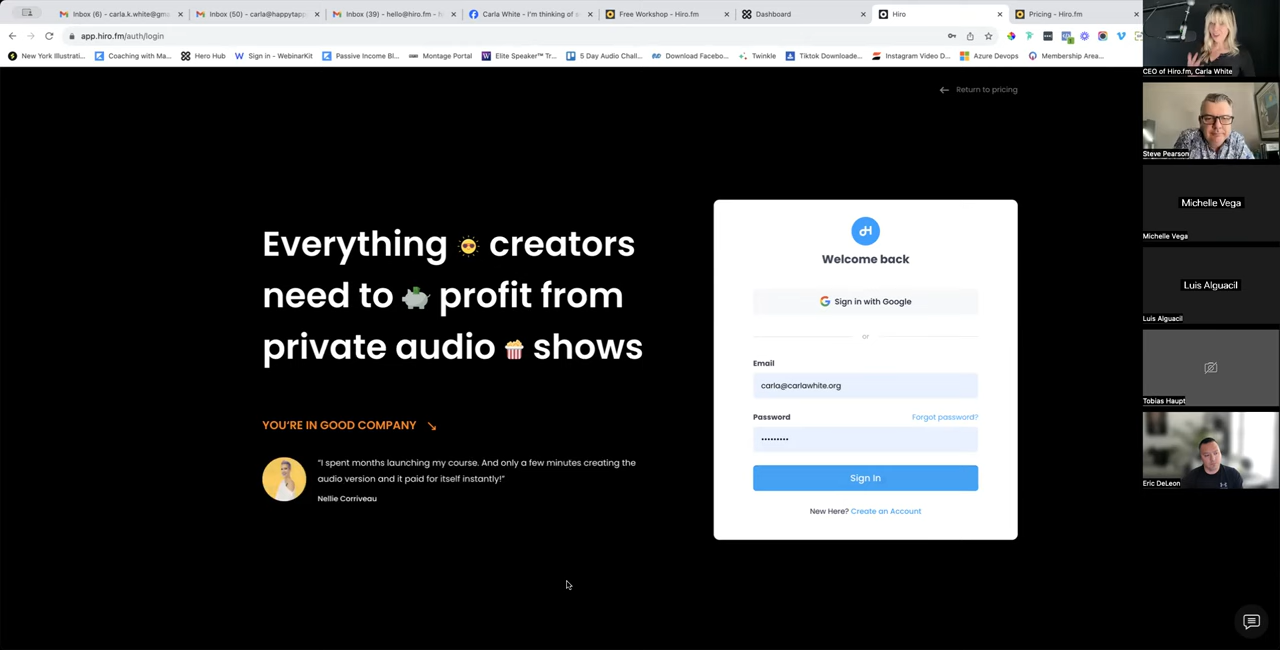 Inbox (6) - carla.k.white@gm
Inbox (50) - carla@happytap
Inbox (39) - hello@hiro.fm -
Carla White - I'm thinking of
Free Workshop - Hiro.fm
Dashboard
Hiro
Pricing - Hiro.fm
app.hiro.fm/auth/login
New York Illustrati...
Coaching with Ma...
Hero Hub
Sign in - WebinarKit
Passive Income Bl...
Montage Portal
Elite Speaker™ Tr...
5 Day Audio Chall...
Download Facebo...
Twinkle
Tiktok Downloade...
Instagram Video D...
Azure Devops
Membership Area...
Return to pricing
Everything creators
need to profit from
private audio shows
YOU'RE IN GOOD COMPANY
"I spent months launching my course. And only a few minutes creating the
audio version and it paid for itself instantly!"
Nellie Corriveau
Welcome back
Sign in with Google
or
Email
carla@carlawhite.org
Password
Forgot password?
Sign In
New Here? Create an Account
CEO of Hiro.fm, Carla White
Steve Pearson
Michelle Vega
Michelle Vega
Luis Alguacil
Luis Alguacil
Tobias Haupt
Eric DeLeon